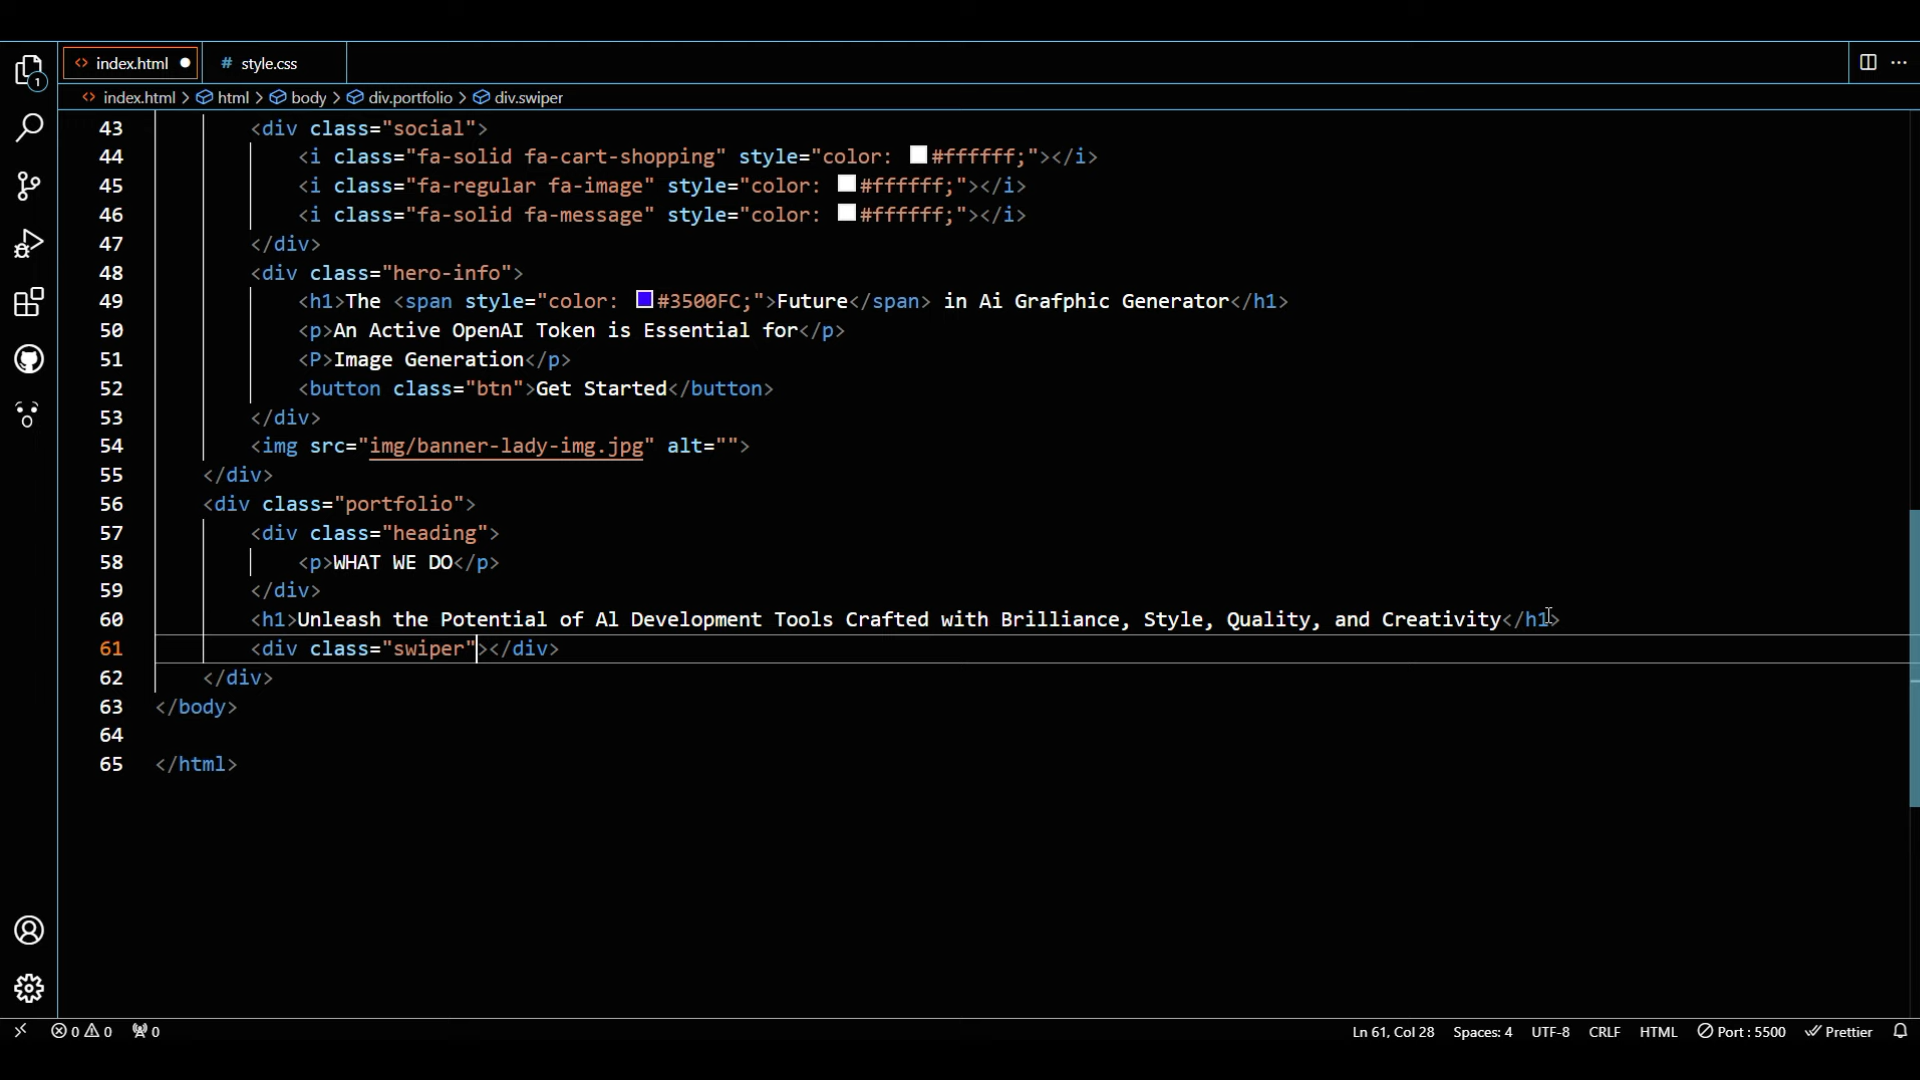 index.html
# style.css
index.html > html > body > div.portfolio > div.swiper
43 <div class="social">
44 <i class="fa-solid fa-cart-shopping" style="color: #ffffff;"></i>
45 <i class="fa-regular fa-image" style="color: #ffffff;"></i>
46 <i class="fa-solid fa-message" style="color: #ffffff;"></i>
47 </div>
48 <div class="hero-info">
49 <h1>The <span style="color: #3500FC;">Future</span> in Ai Grafphic Generator</h1>
50 <p>An Active OpenAI Token is Essential for</p>
51 <P>Image Generation</p>
52 <button class="btn">Get Started</button>
53 </div>
54 <img src="img/banner-lady-img.jpg" alt="">
55 </div>
56 <div class="portfolio">
57 <div class="heading">
58 <p>WHAT WE DO</p>
59 </div>
60 <h1>Unleash the Potential of Al Development Tools Crafted with Brilliance, Style, Quality, and Creativity</h1>
61 <div class="swiper"></div>
62 </div>
63 </body>
64
65 </html>
1
0 0 0
Ln 61, Col 28 Spaces: 4 UTF-8 CRLF HTML Port : 5500 Prettier